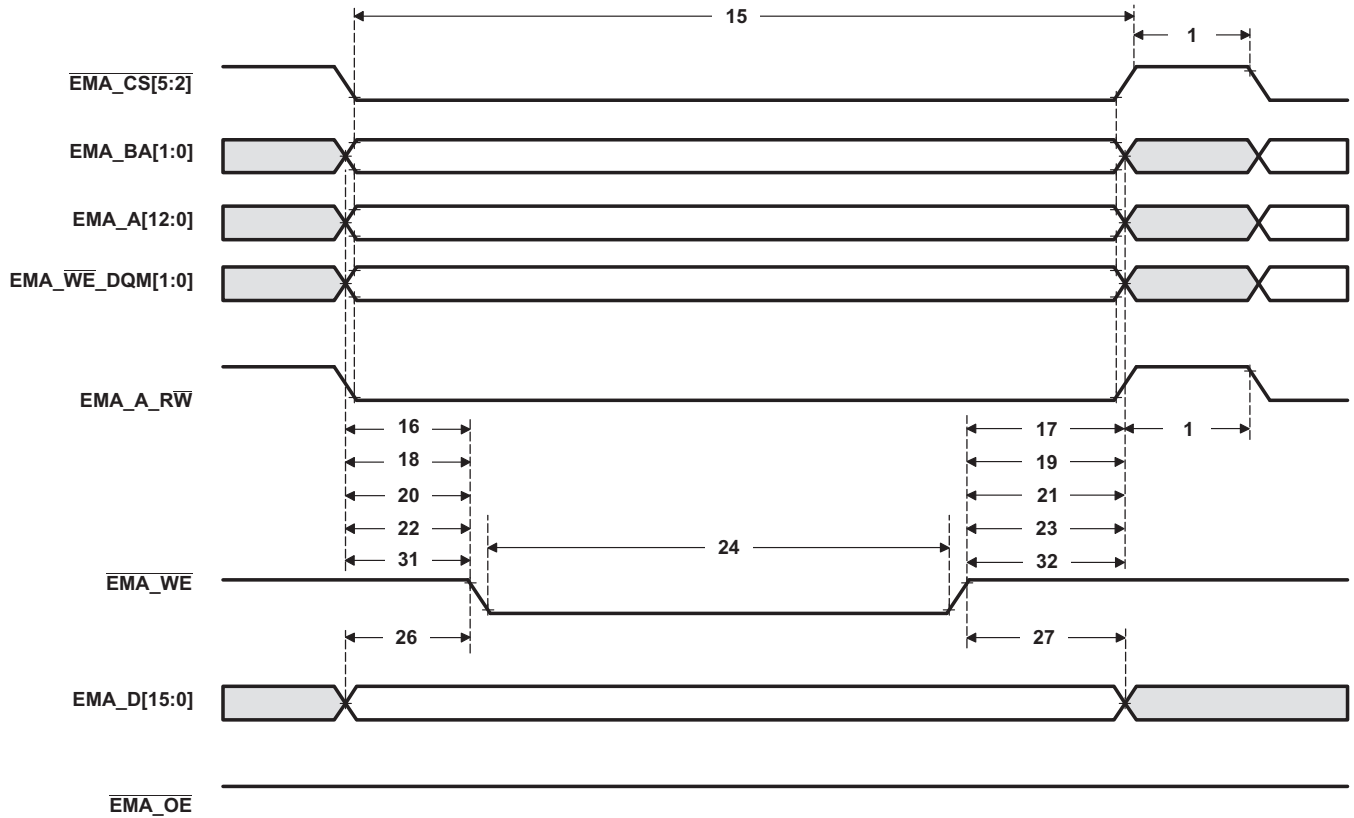 15
1
EMA_CS[5:2]
EMA_BA[1:0]
EMA_A[12:0]
EMA_WE_DQM[1:0]
EMA_A_RW
16 17 1
18 19
20 21
22 23
24
31 32
EMA_WE
26 27
EMA_D[15:0]
EMA_OE